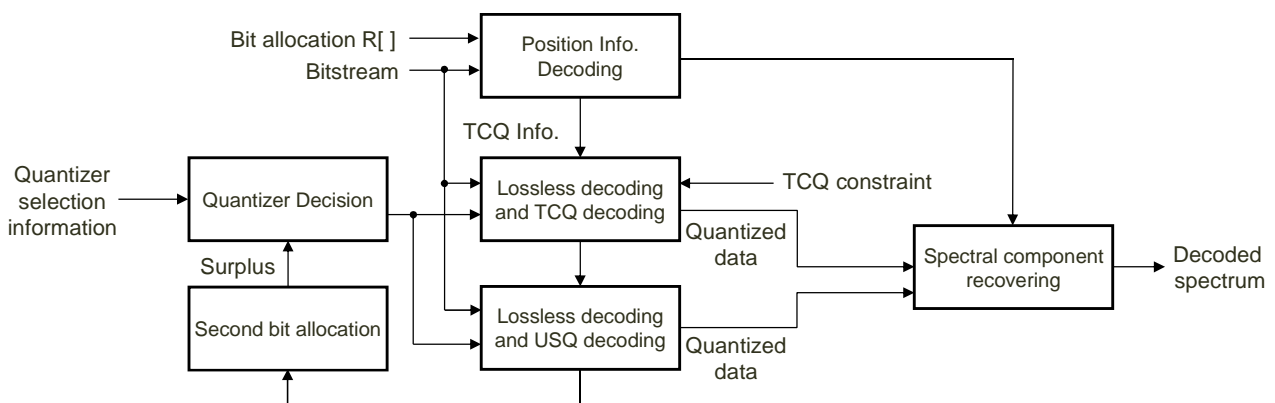 Bit allocation R[ ]
Bitstream
Position Info.
Decoding
TCQ Info.
Quantizer
selection
information
Quantizer Decision
Lossless decoding
and TCQ decoding
TCQ constraint
Quantized
data
Spectral component
recovering
Decoded
spectrum
Surplus
Second bit allocation
Lossless decoding
and USQ decoding
Quantized
data